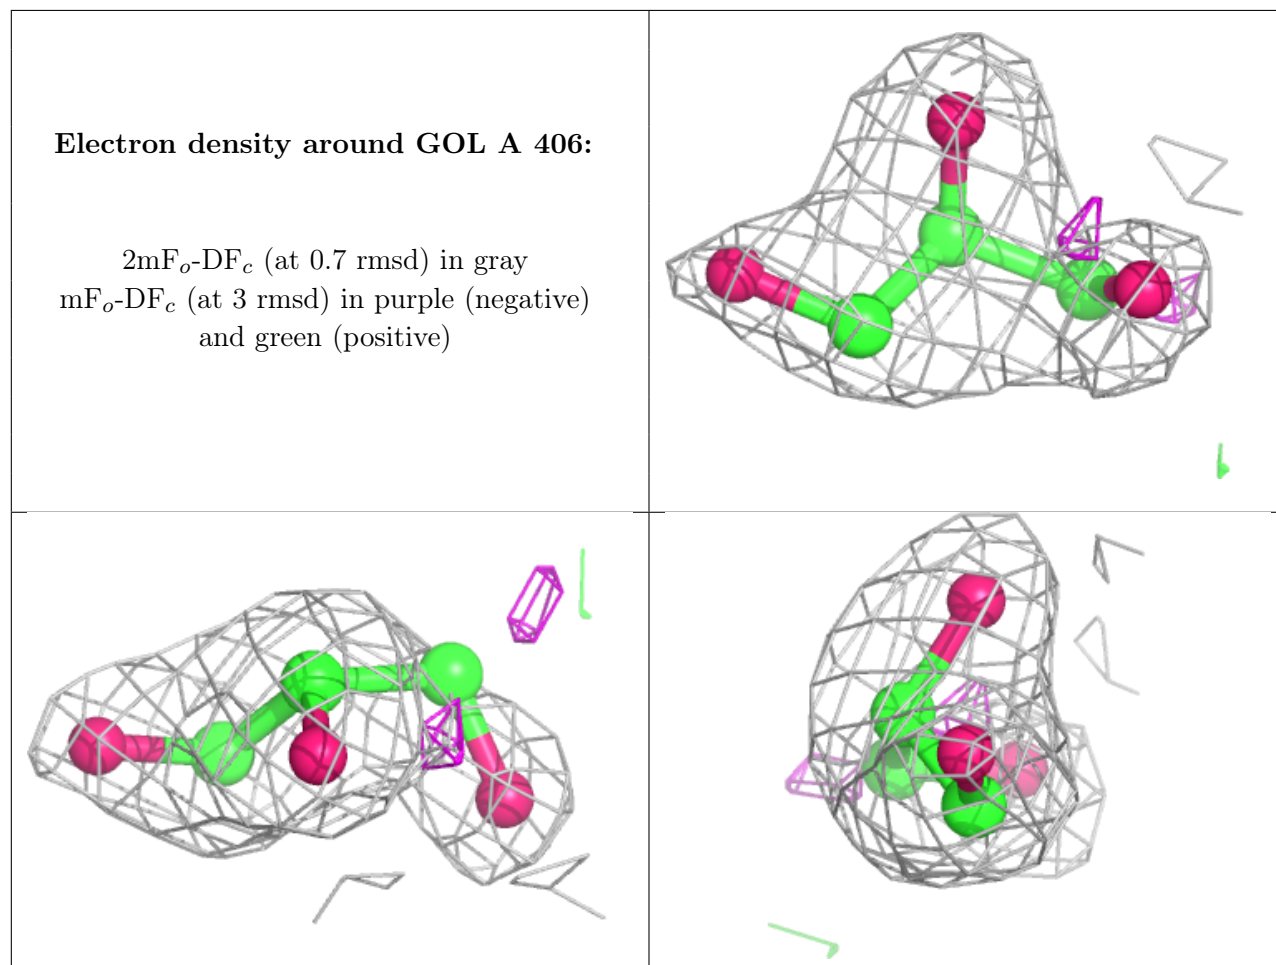 Electron density around GOL A 406:
2mFo-DFc (at 0.7 rmsd) in gray
mFo-DFc (at 3 rmsd) in purple (negative)
and green (positive)